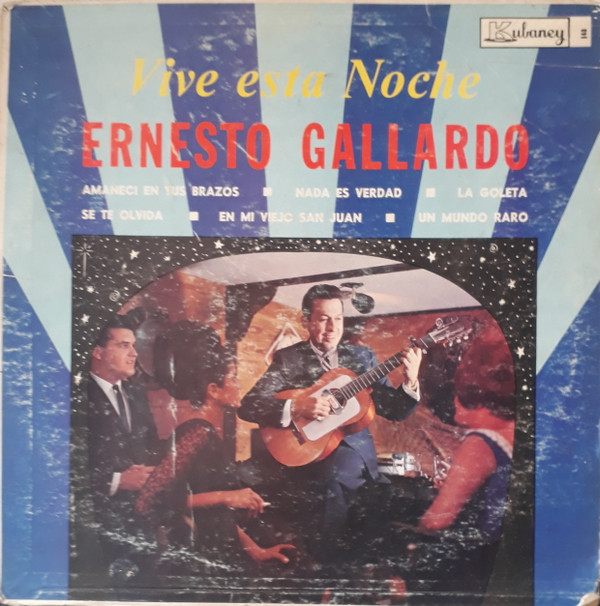 Kubaney
Vive esta Noche
ERNESTO GALLARDO
AMANECI EN TUS BRAZOS ■ NADA ES VERDAD ■ LA GOLETA
SE TE OLVIDA ■ EN MI VIEJO SAN JUAN ■ UN MUNDO RARO